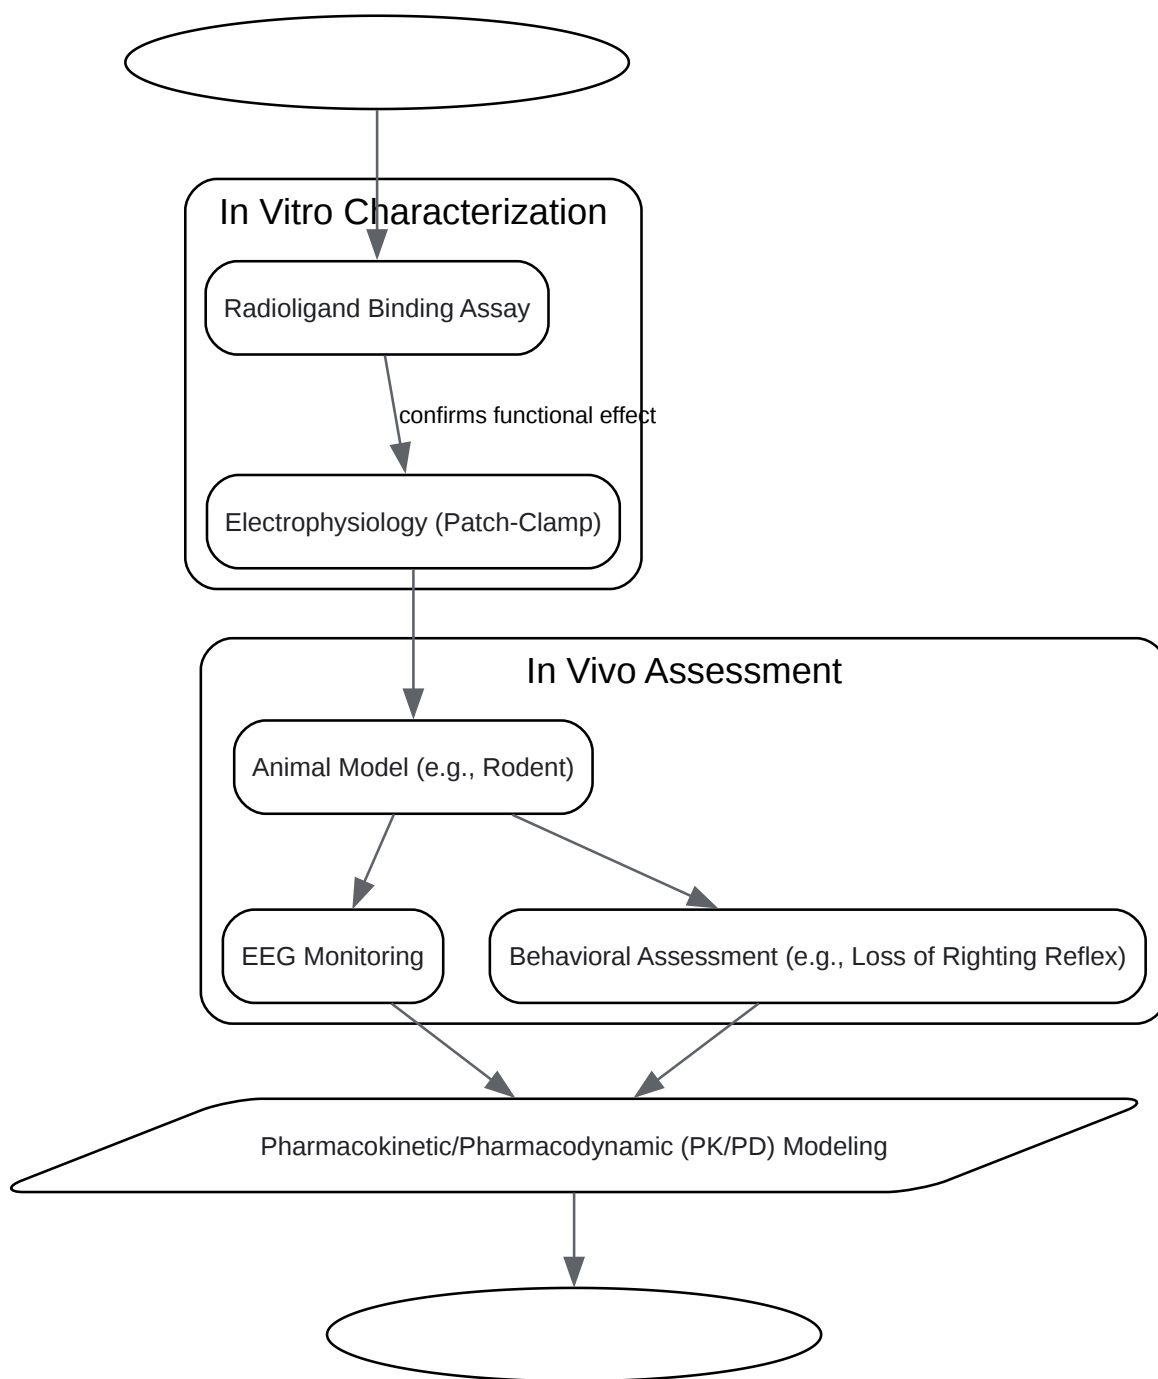 In Vitro Characterization
Radioligand Binding Assay
confirms functional effect
Electrophysiology (Patch-Clamp)
In Vivo Assessment
Animal Model (e.g., Rodent)
EEG Monitoring
Behavioral Assessment (e.g., Loss of Righting Reflex)
Pharmacokinetic/Pharmacodynamic (PK/PD) Modeling